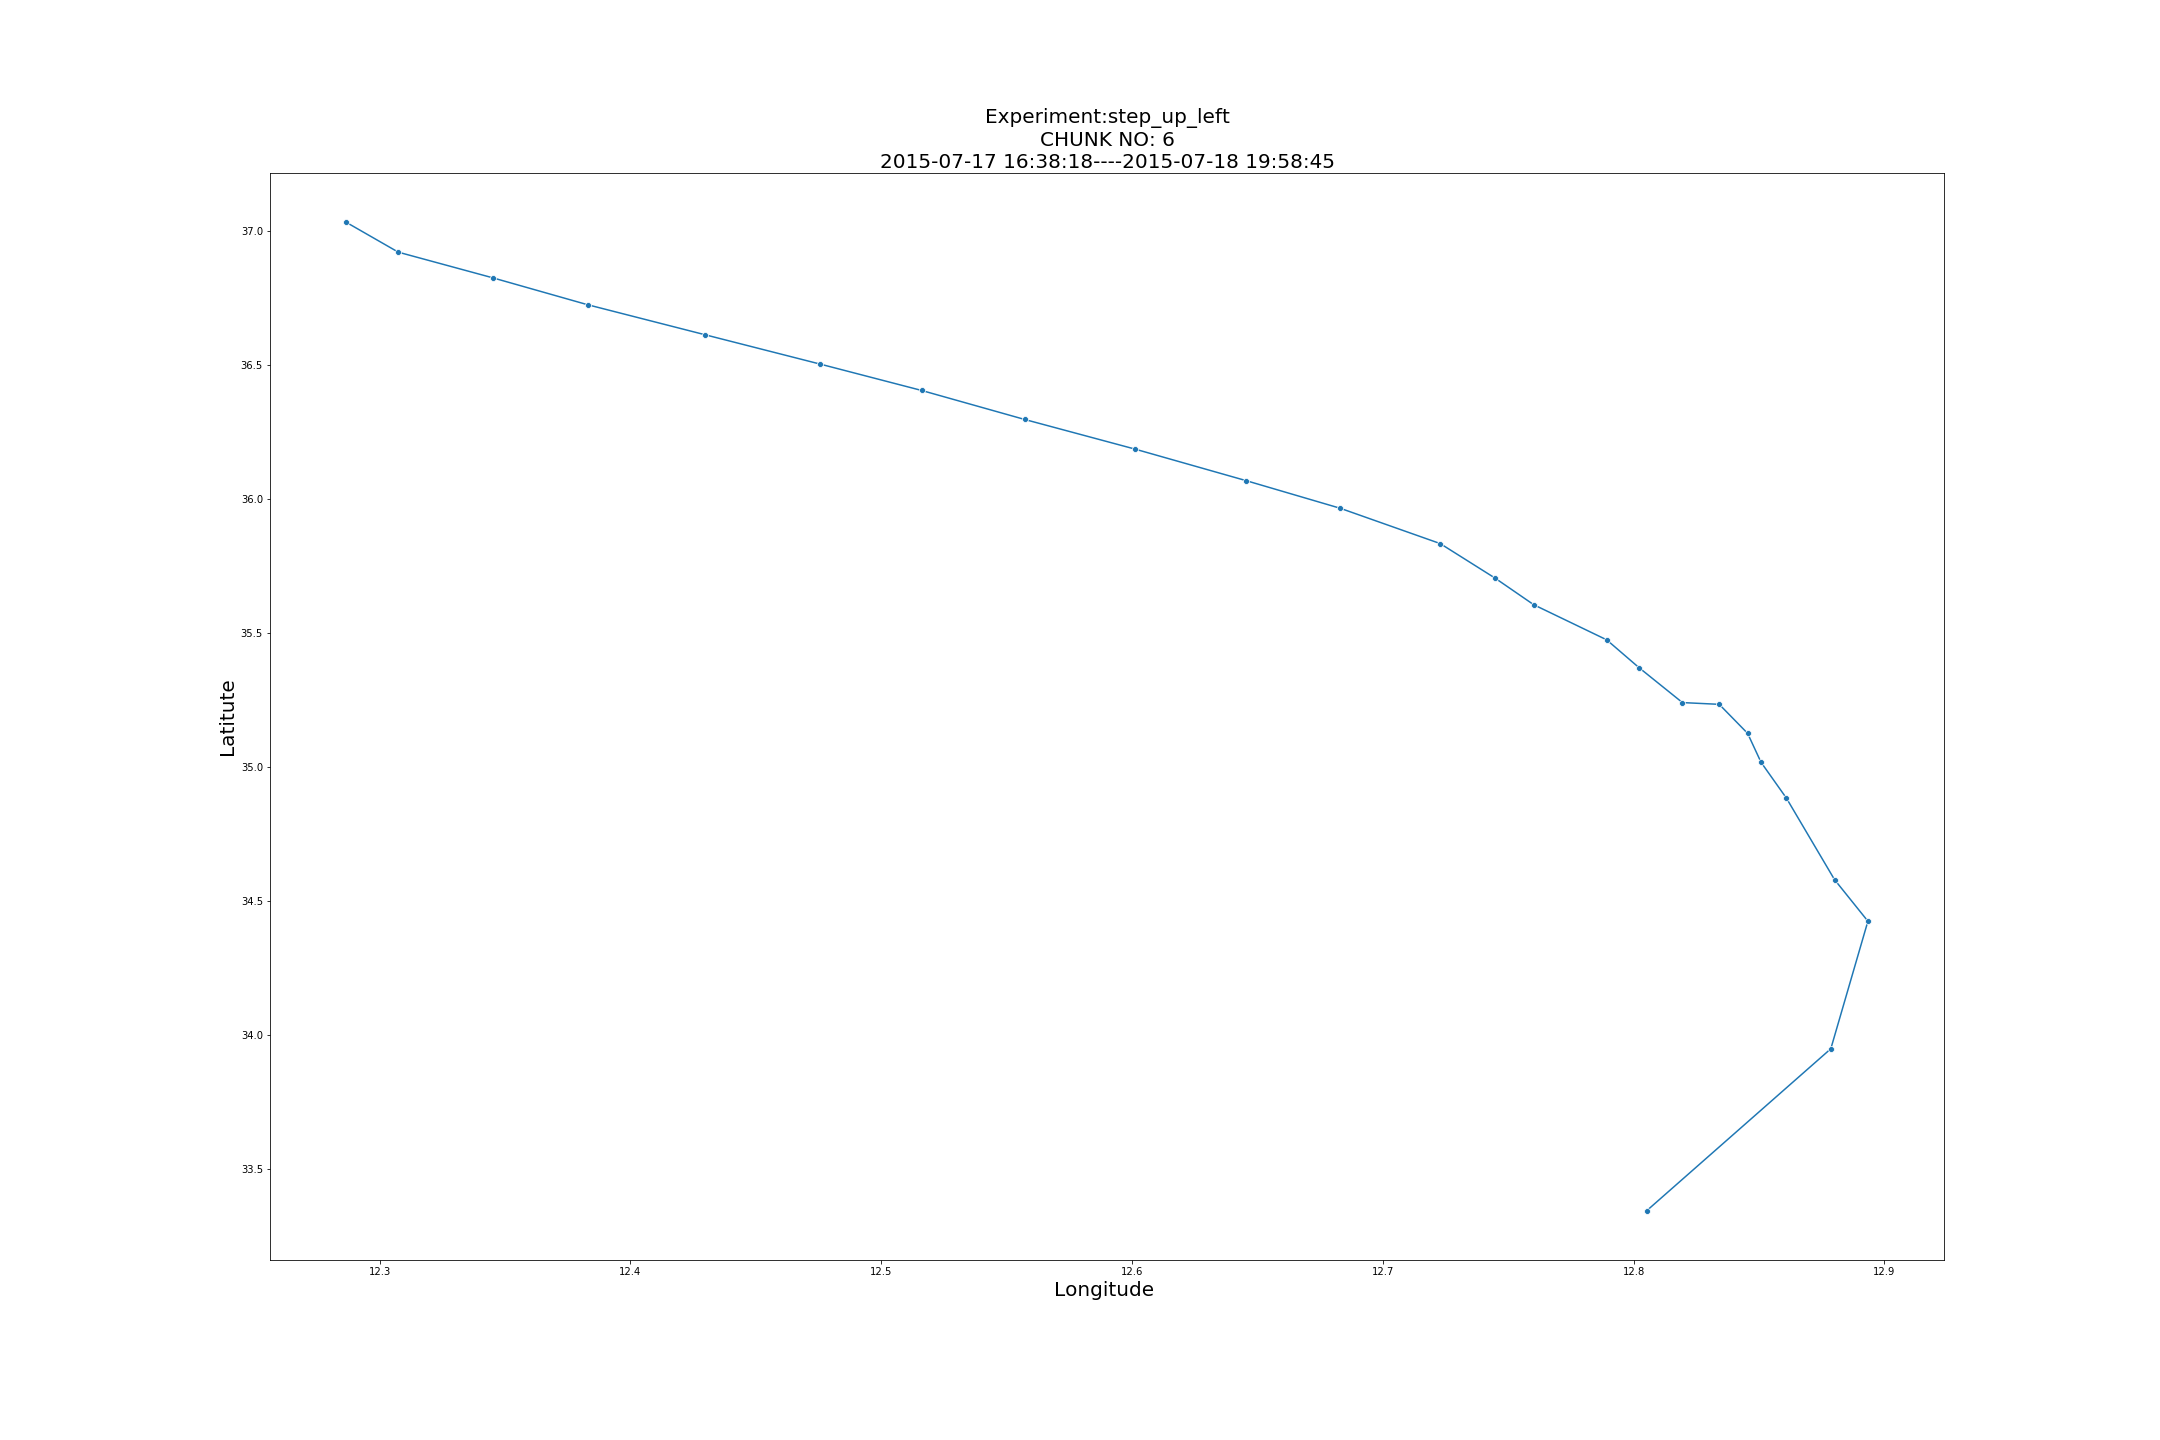 Experiment:step_up_left
CHUNK NO: 6
2015-07-17 16:38:18----2015-07-18 19:58:45
37.0
36.5
36.0
35.5
35.0
34.5
34.0
33.5
Latitute
12.3 12.4 12.5 12.6 12.7 12.8 12.9
Longitude